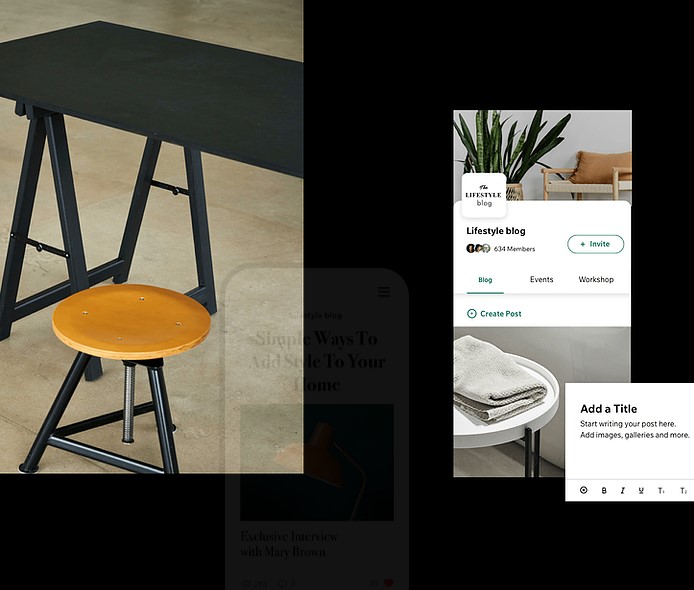 Lifestyle blog
Simple Ways To
Add Style To Your
Home
Exclusive Interview
with Mary Brown
The
LIFESTYLE
blog
Lifestyle blog
634 Members
+ Invite
Blog
Events
Workshop
Create Post
Add a Title
Start writing your post here.
Add images, galleries and more.
B I U T T